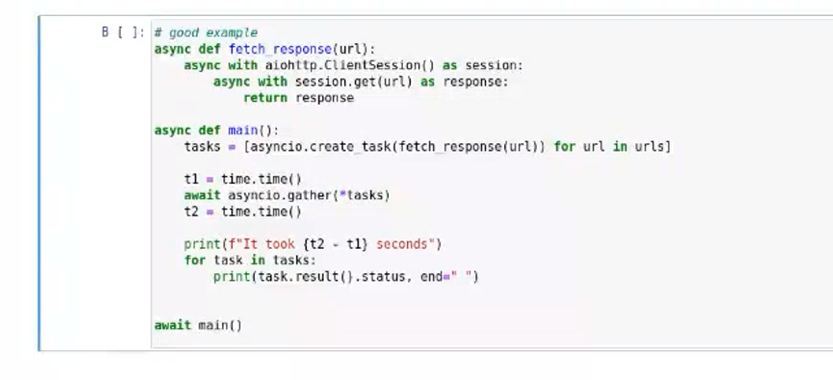 В [ ]: # good example
async def fetch_response(url):
    async with aiohttp.ClientSession() as session:
        async with session.get(url) as response:
            return response

async def main():
    tasks = [asyncio.create_task(fetch_response(url)) for url in urls]

    t1 = time.time()
    await asyncio.gather(*tasks)
    t2 = time.time()

    print(f"It took {t2 - t1} seconds")
    for task in tasks:
        print(task.result().status, end=" ")


await main()